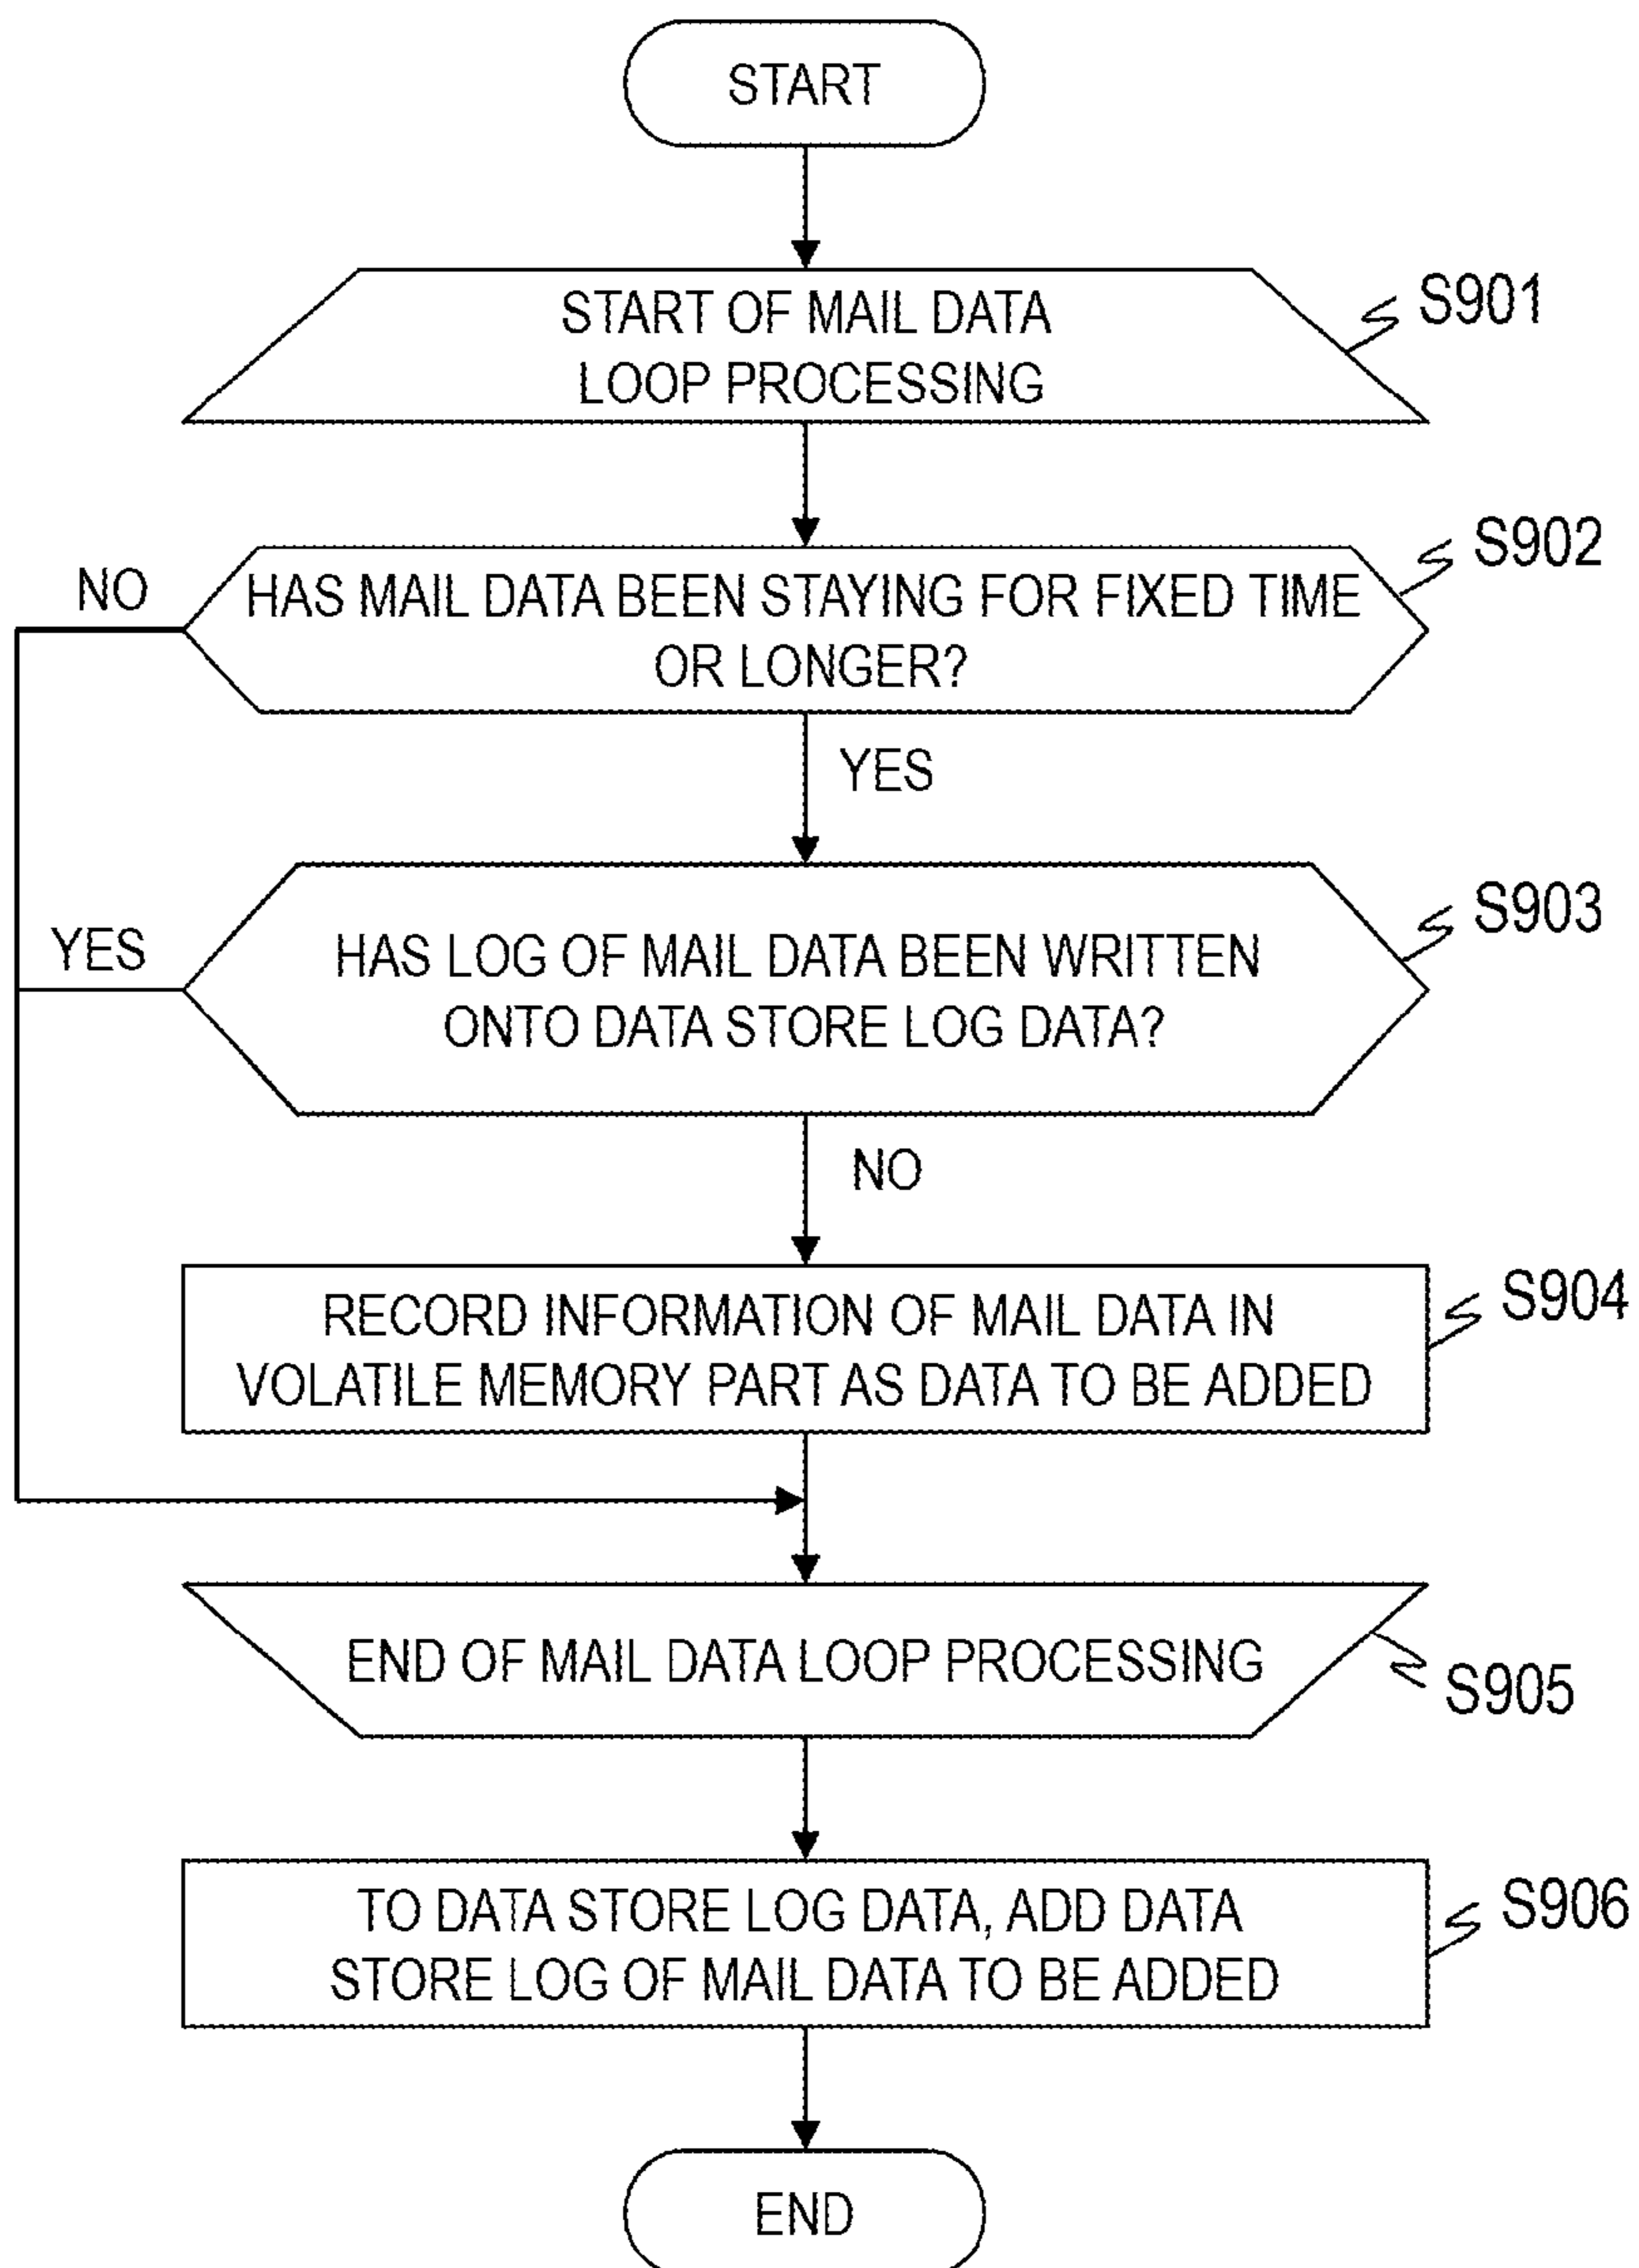 START
START OF MAIL DATA
LOOP PROCESSING
S901
S902
NO
HAS MAIL DATA BEEN STAYING FOR FIXED TIME
OR LONGER?
YES
S903
YES
HAS LOG OF MAIL DATA BEEN WRITTEN
ONTO DATA STORE LOG DATA?
NO
S904
RECORD INFORMATION OF MAIL DATA IN
VOLATILE MEMORY PART AS DATA TO BE ADDED
END OF MAIL DATA LOOP PROCESSING
S905
S906
TO DATA STORE LOG DATA, ADD DATA
STORE LOG OF MAIL DATA TO BE ADDED
END